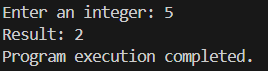 Enter an integer: 5
Result: 2
Program execution completed.